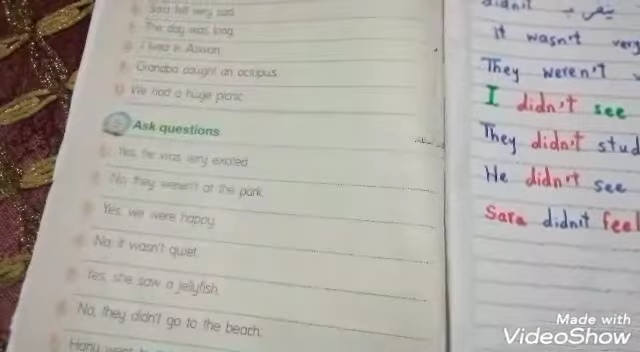 Sara felt very sad.
The day was long.
I lived in Aswan.
Grandpa caught an octopus.
We had a huge picnic.
Ask questions
Yes, he was very excited.
No, they weren't at the park.
Yes, we were happy.
No, it wasn't quiet.
Yes, she saw a jellyfish.
No, they didn't go to the beach.
Hany went
didn't
It wasn't very
They weren't
I didn't see
They didn't stud
He didn't see
Sara didn't feel
Made with
VideoShow